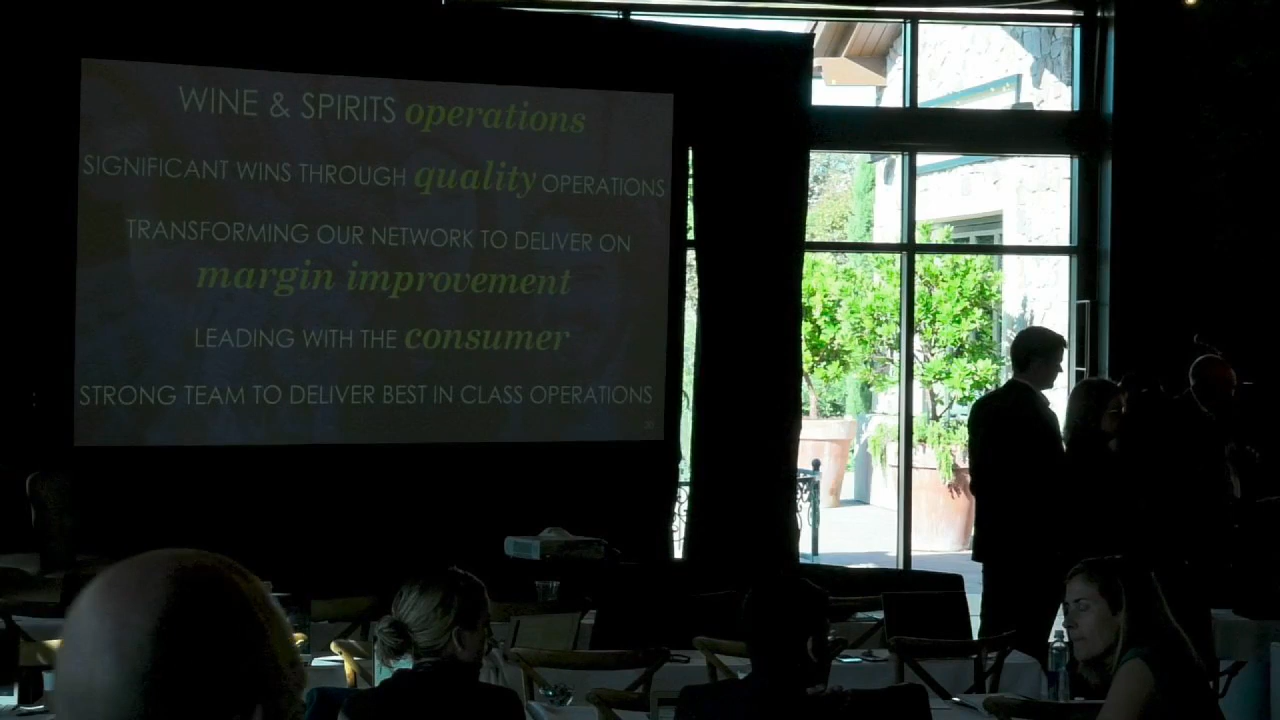 WINE & SPIRITS operations
SIGNIFICANT WINS THROUGH quality OPERATIONS
TRANSFORMING OUR NETWORK TO DELIVER ON
margin improvement
LEADING WITH THE consumer
STRONG TEAM TO DELIVER BEST IN CLASS OPERATIONS